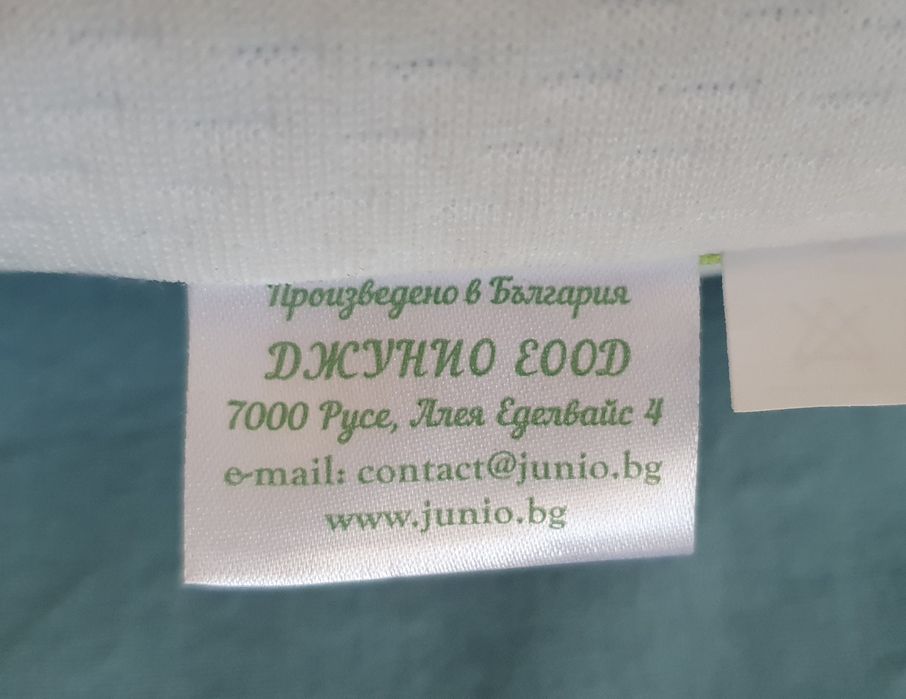 Произведено в България
ДЖУНИО ЕООД
7000 Русе, Алея Еделвайс 4
e-mail: contact@junio.bg
www.junio.bg